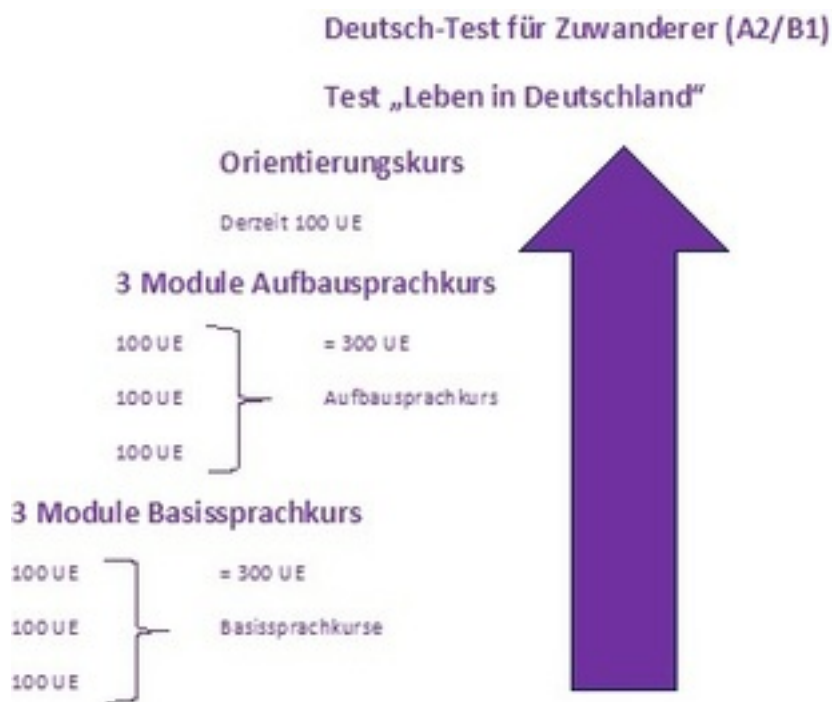 Deutsch-Test für Zuwanderer (A2/B1)
Test „Leben in Deutschland“
Orientierungskurs
Derzeit 100 UE
3 Module Aufbausprachkurs
100 UE = 300 UE
100 UE Aufbausprachkurs
100 UE
3 Module Basissprachkurs
100 UE = 300 UE
100 UE Basissprachkurse
100 UE